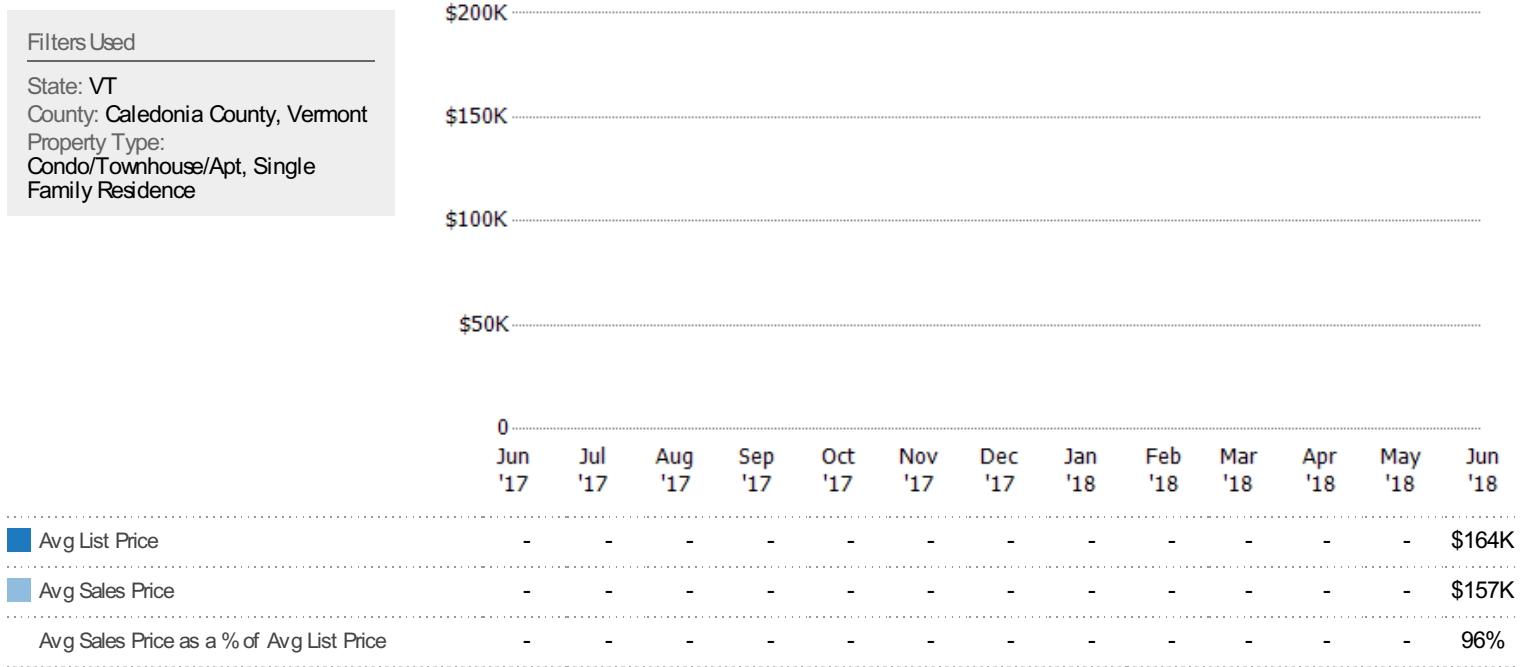 Filters Used
State: VT
County: Caledonia County, Vermont
Property Type:
Condo/Townhouse/Apt, Single
Family Residence
$200K
$150K
$100K
$50K
0
Jun Jul Aug Sep Oct Nov Dec Jan Feb Mar Apr May Jun
'17 '17 '17 '17 '17 '17 '17 '18 '18 '18 '18 '18 '18
Avg List Price - - - - - - - - - - - - $164K
Avg Sales Price - - - - - - - - - - - - $157K
Avg Sales Price as a % of Avg List Price - - - - - - - - - - - - 96%